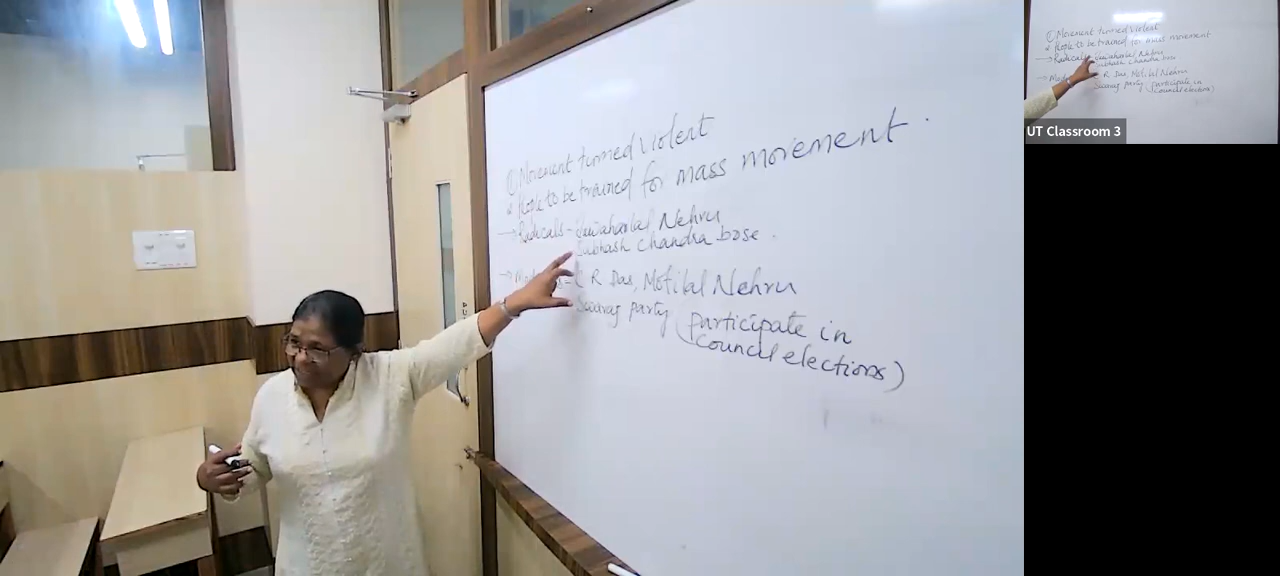 ① Movement turned Violent
* People to be trained for mass movement.
→ Radicals - Jawaharlal Nehru
Subhash Chandra bose.
→ C R Das, Motilal Nehru
Swaraj party (participate in
council elections)
UT Classroom 3